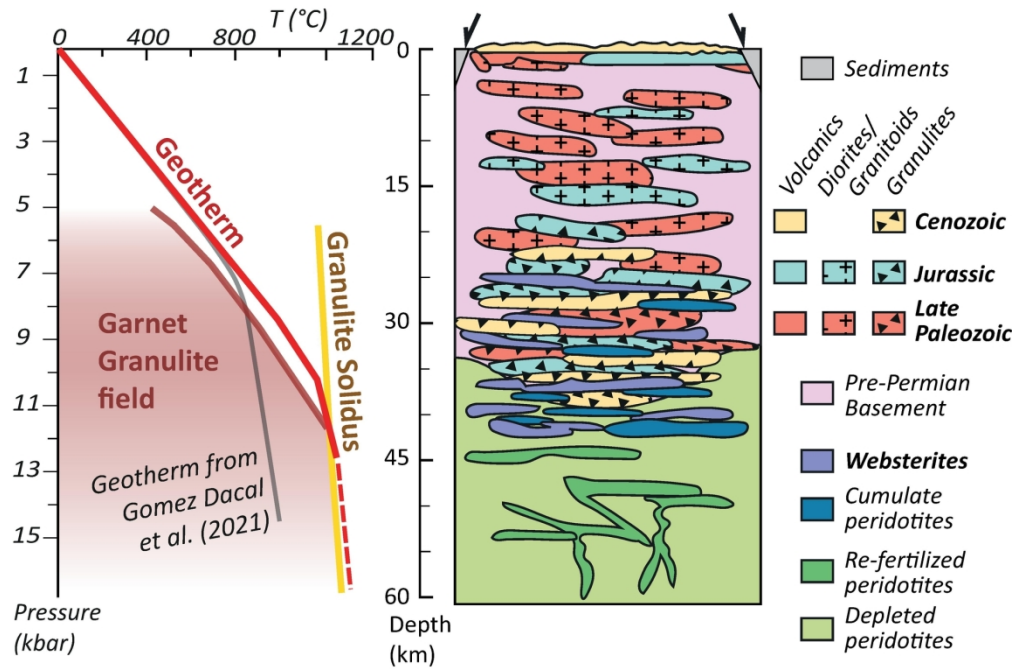 T (°C)
0 400 800 1200
1
3
5
7
9
11
13
15
Pressure
(kbar)
Geotherm
Granulite Solidus
Garnet
Granulite
field
Geotherm from
Gomez Dacal
et al. (2021)
0
15
30
45
60
Depth
(km)
Sediments
Volcanics
Diorites/
Granitoids
Granulites
Cenozoic
Jurassic
Late
Paleozoic
Pre-Permian
Basement
Websterites
Cumulate
peridotites
Re-fertilized
peridotites
Depleted
peridotites